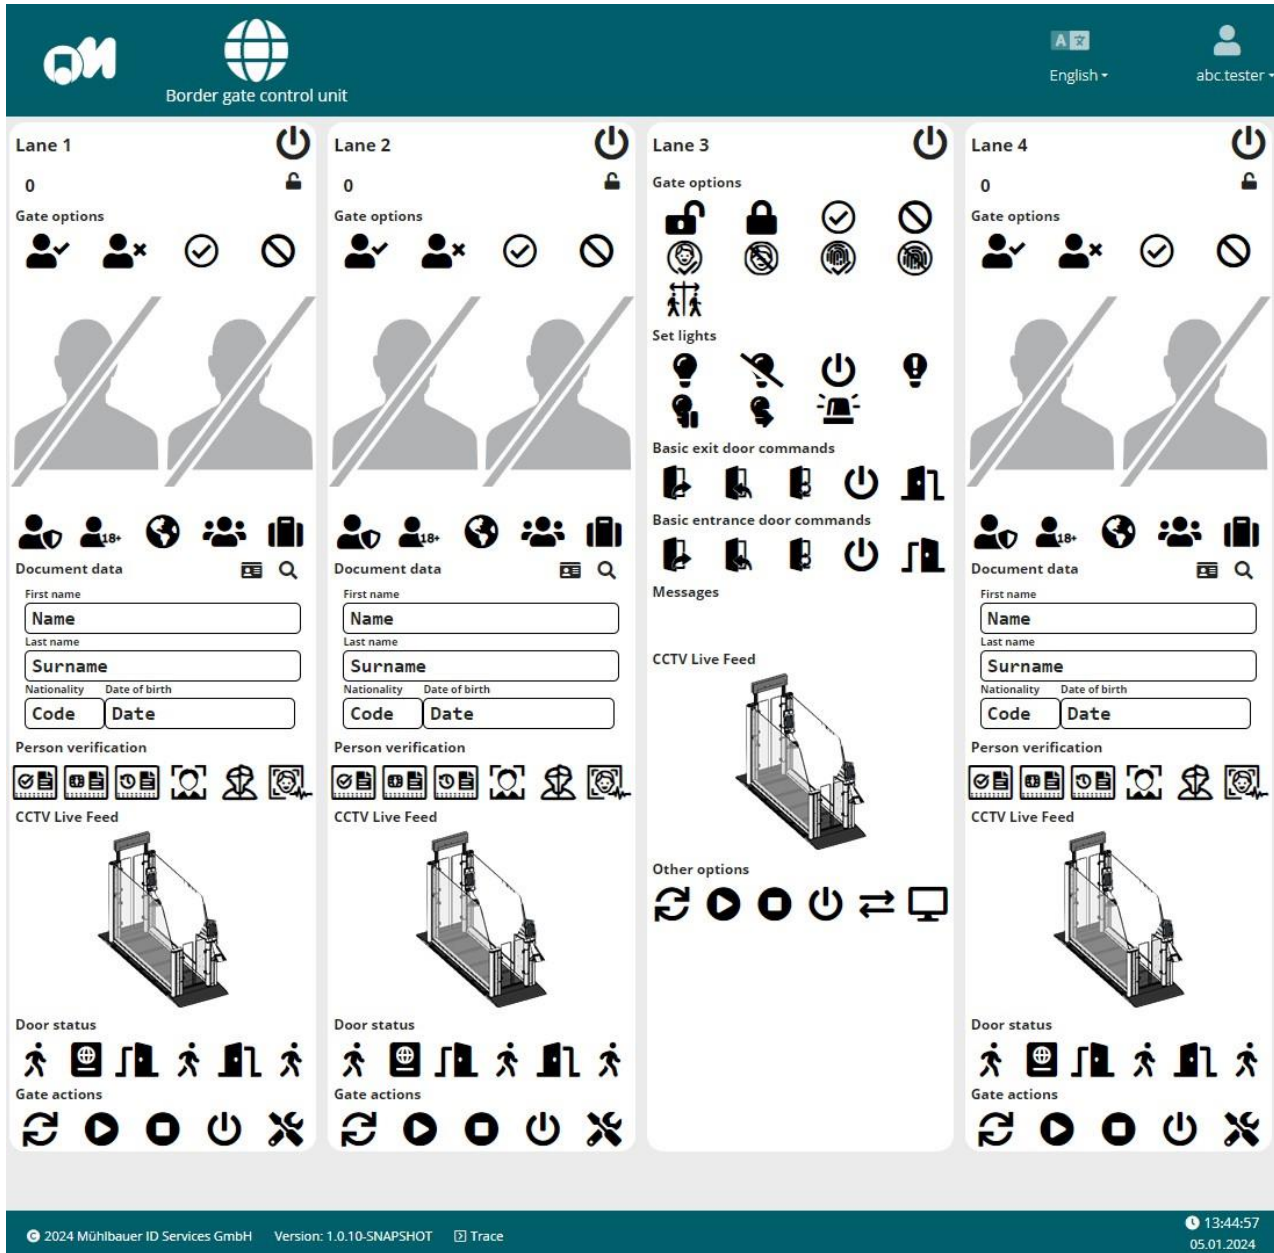 Border gate control unit
English
abc.tester
Lane 1
0
Gate options
18+
Document data
First name
Name
Last name
Surname
Nationality Date of birth
Code Date
Person verification
CCTV Live Feed
Door status
Gate actions
Lane 2
0
Gate options
18+
Document data
First name
Name
Last name
Surname
Nationality Date of birth
Code Date
Person verification
CCTV Live Feed
Door status
Gate actions
Lane 3
Gate options
Set lights
Basic exit door commands
Basic entrance door commands
Messages
CCTV Live Feed
Other options
Lane 4
0
Gate options
18+
Document data
First name
Name
Last name
Surname
Nationality Date of birth
Code Date
Person verification
CCTV Live Feed
Door status
Gate actions
© 2024 Mühlbauer ID Services GmbH Version: 1.0.10-SNAPSHOT Trace
13:44:57
05.01.2024